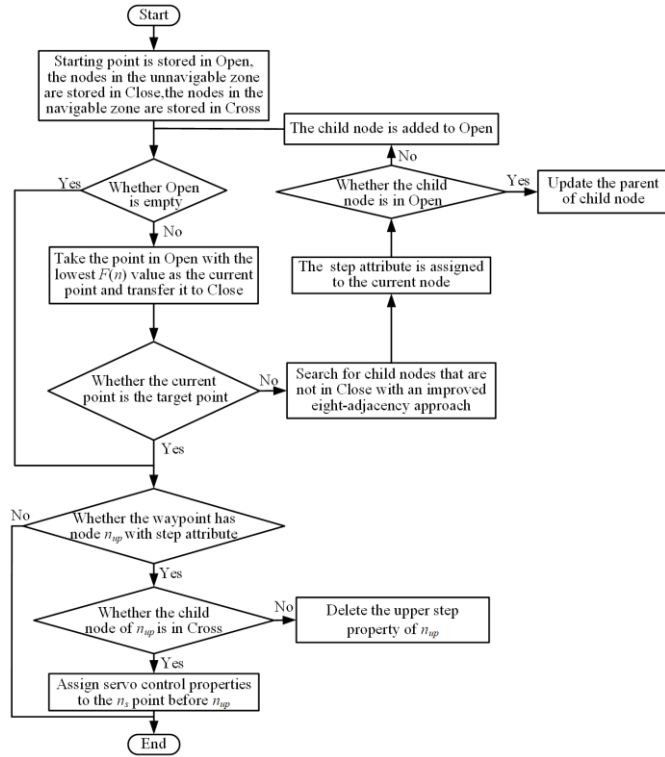 Start
Starting point is stored in Open,
the nodes in the unnavigable zone
are stored in Close,the nodes in the
navigable zone are stored in Cross
The child node is added to Open
No
Yes
Whether Open
is empty
Whether the child
node is in Open
Yes
Update the parent
of child node
No
Take the point in Open with the
lowest F(n) value as the current
point and transfer it to Close
The step attribute is assigned
to the current node
Whether the current
point is the target point
No
Search for child nodes that are
not in Close with an improved
eight-adjacency approach
Yes
No
Whether the waypoint has
node nup with step attribute
Yes
Whether the child
node of nup is in Cross
No
Delete the upper step
property of nup
Yes
Assign servo control properties
to the ns point before nup
End